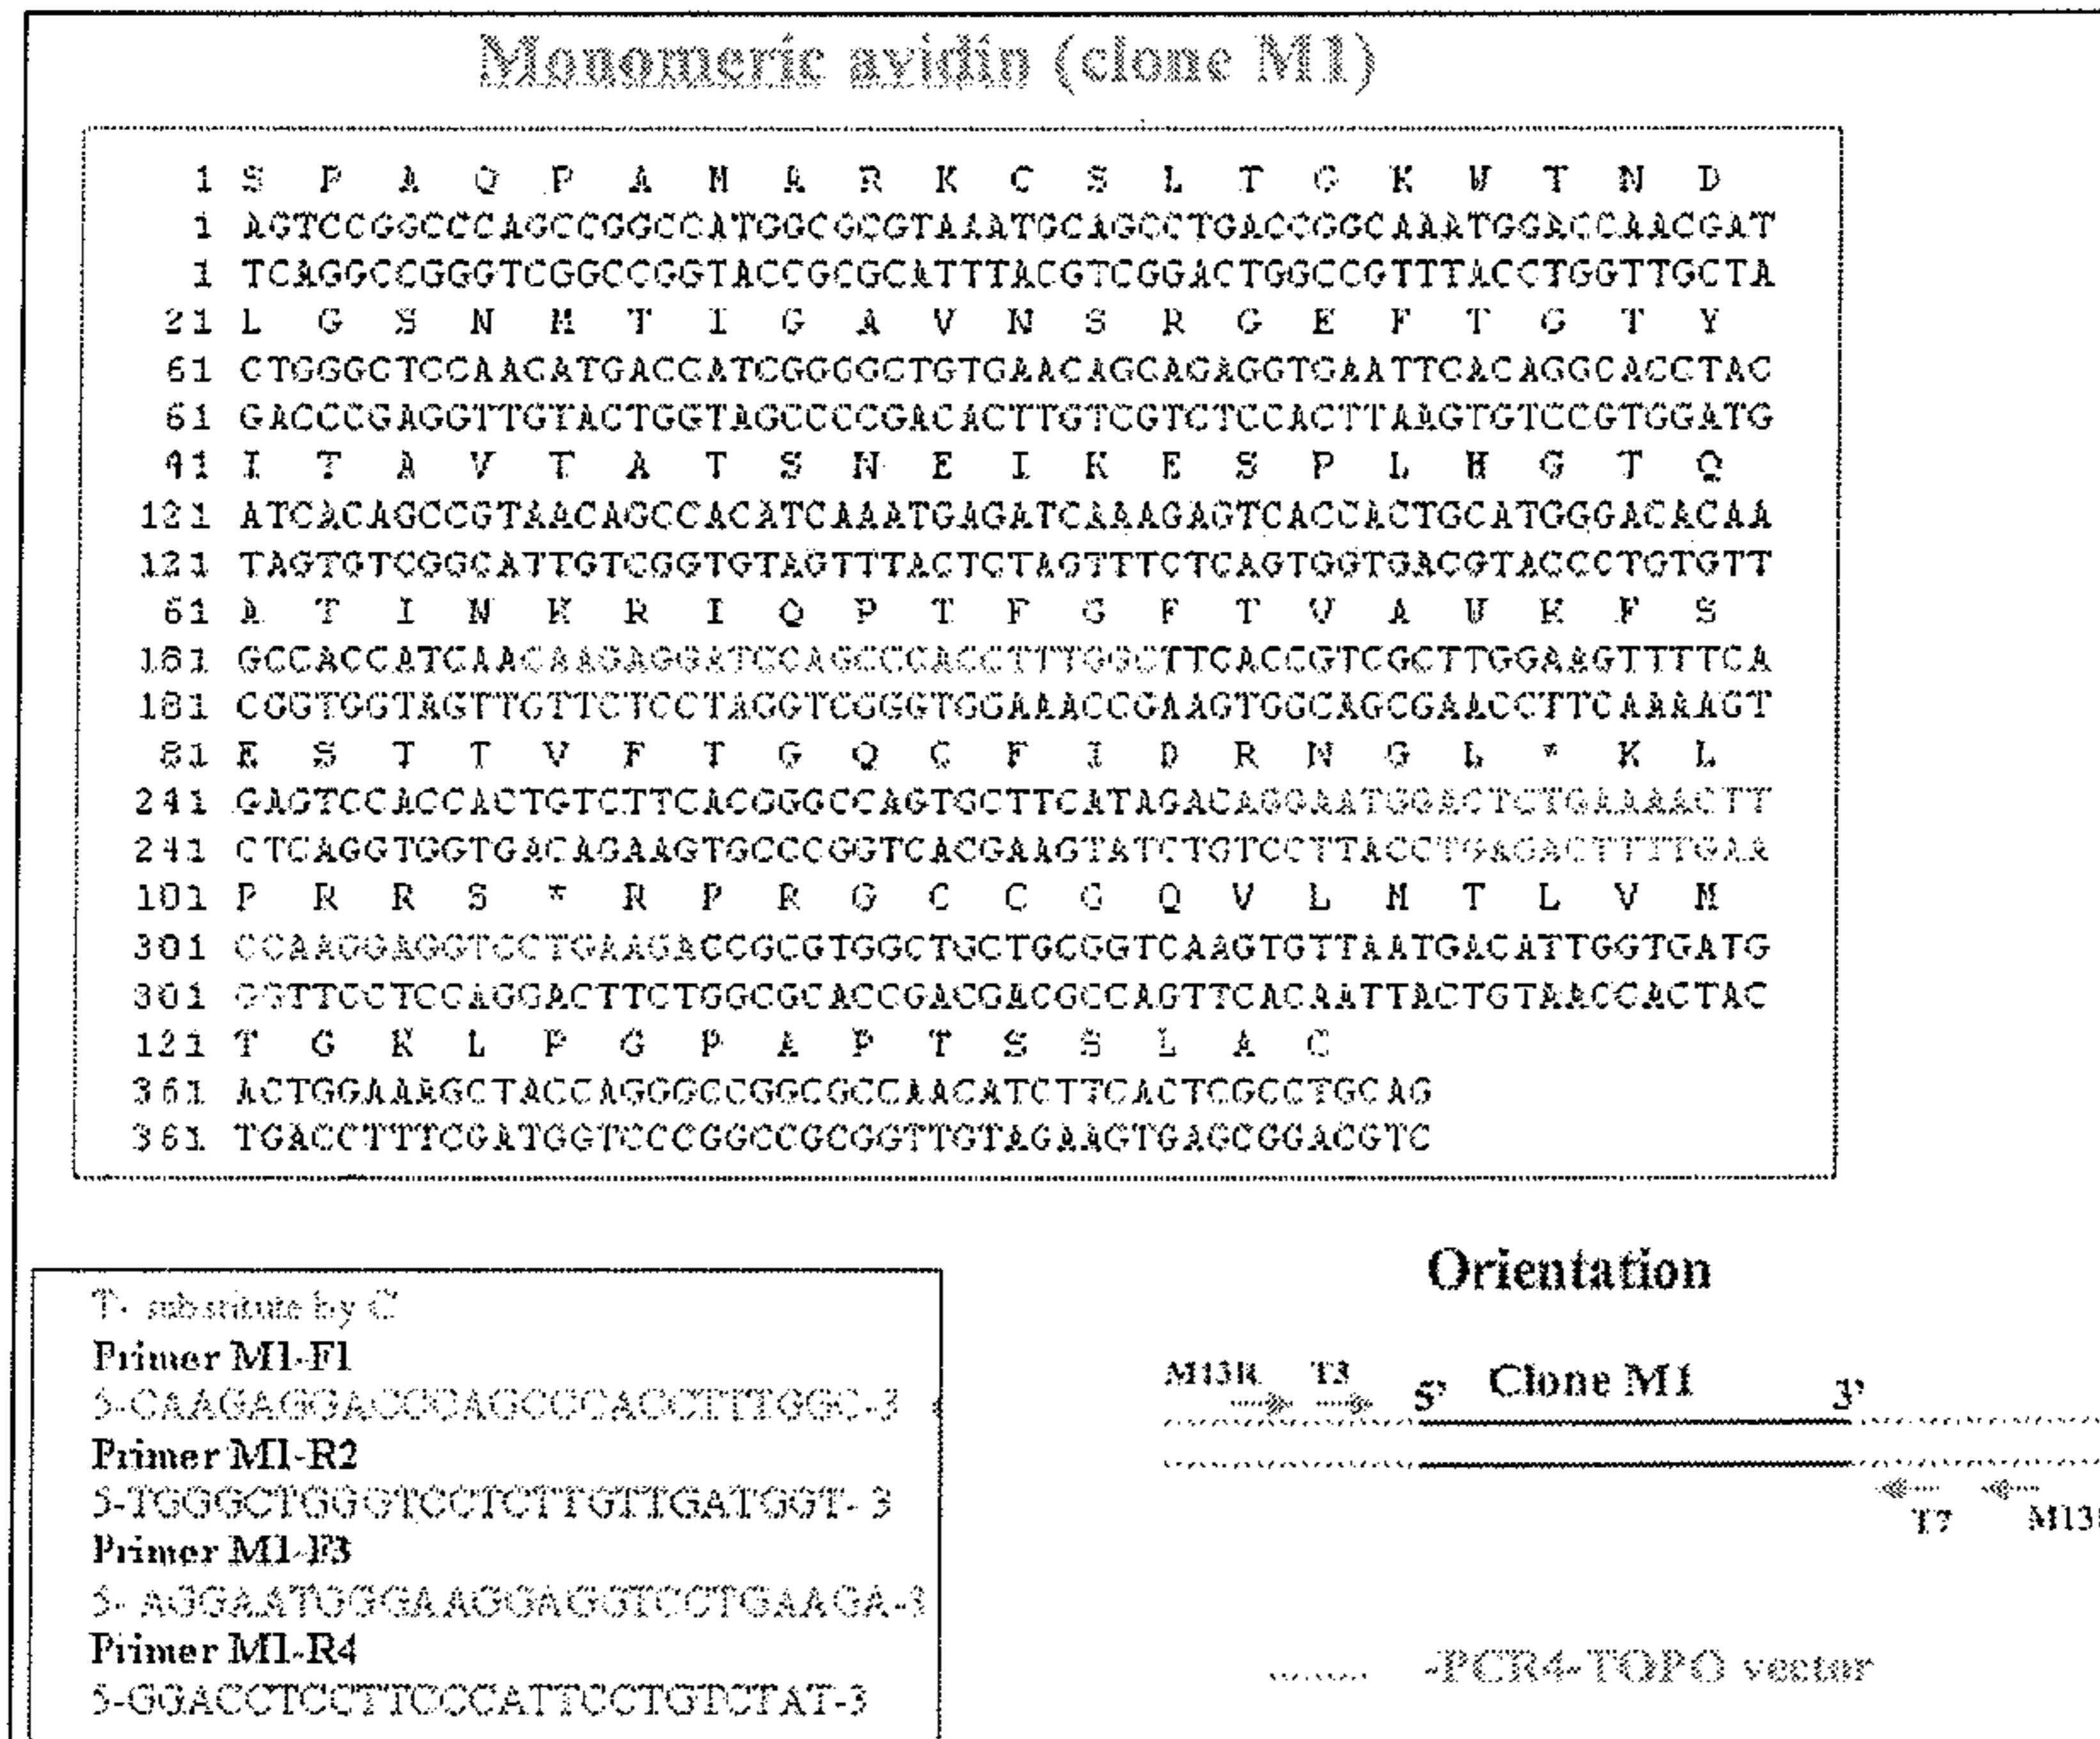 Monomeric avidin (clone M1)
1 S P A Q P A M A R K C S L T G K W T N D
1 AGTCCGGCCCAGCCGGCCATGGCGCGTAAATGCAGCCTGACCGGCAAATGGACCAACGAT
1 TCAGGCCGGGTCGGCCGGTACCGCGCATTTACGTCGGACTGGCCGTTTACCTGGTTGCTA
21 L G S N M T I G A V N S R G E F T G T Y
61 CTGGGCTCCAACATGACCATCGGGGCTGTGAACAGCAGAGGTGAATTCACAGGCACCTAC
61 GACCCGAGGTTGTACTGGTAGCCCCGACACTTGTCGTCTCCACTTAAGTGTCCGTGGATG
41 I T A V T A T S N E I K E S P L H G T Q
121 ATCACAGCCGTAACAGCCACATCAAATGAGATCAAAGAGTCACCACTGCATGGGACACAA
121 TAGTGTCGGCATTGTCGGTGTAGTTTACTCTAGTTTCTCAGTGGTGACGTACCCTGTGTT
61 A T I N K R I Q P T F G F T V A W K F S
181 GCCACCATCAACAAGAGGATCCAGCCCACCTTTGGCTTCACCGTCGCTTGGAAGTTTTCA
181 CGGTGGTAGTTGTTCTCCTAGGTCGGGTGGAAACCGAAGTGGCAGCGAACCTTCAAAAGT
81 E S T T V F T G Q C F I D R N G L * K L
241 GAGTCCACCACTGTCTTCACGGGCCAGTGCTTCATAGACAGGAATGGACTCTGAAAACTT
241 CTCAGGTGGTGACAGAAGTGCCCGGTCACGAAGTATCTGTCCTTACCTGAGACTTTTGAA
101 P R R S * R P R G C C G Q V L M T L V M
301 CCAAGGAGGTCCTGAAGACCGCGTGGCTGCTGCGGTCAAGTGTTAATGACATTGGTGATG
301 GGTTCCTCCAGGACTTCTGGCGCACCGACGACGCCAGTTCACAATTACTGTAACCACTAC
121 T G K L P G P A P T S S L A C
361 ACTGGAAAGCTACCAGGGCCGGCGCCAACATCTTCACTCGCCTGCAG
361 TGACCTTTCGATGGTCCCGGCCGCGGTTGTAGAAGTGAGCGGACGTC
T- substitute by C
Primer M1-F1
5-CAAGAGGACCCAGCCCACCTTTGGC-3
Primer M1-R2
5-TGGGCTGGGTCCTCTTGTTGATGGT-3
Primer M1-F3
5- AGGAATGGGAAGGAGGTCCTGAAGA-3
Primer M1-R4
5-GGACCTCCTTCCCATTCCTGTCTAT-3
Orientation
M13R T3 5' Clone M1 3'
T7
-PCR4-TOPO vector